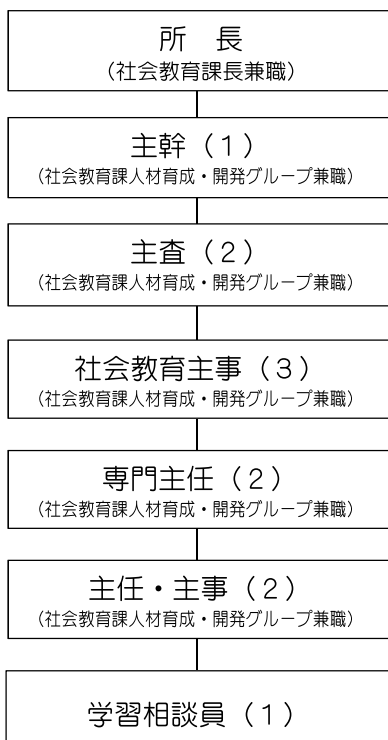 所　長
（社会教育課長兼職）
主幹（１）
（社会教育課人材育成・開発グループ兼職）
主査（２）
（社会教育課人材育成・開発グループ兼職）
社会教育主事（３）
（社会教育課人材育成・開発グループ兼職）
専門主任（２）
（社会教育課人材育成・開発グループ兼職）
主任・主事（２）
（社会教育課人材育成・開発グループ兼職）
学習相談員（１）